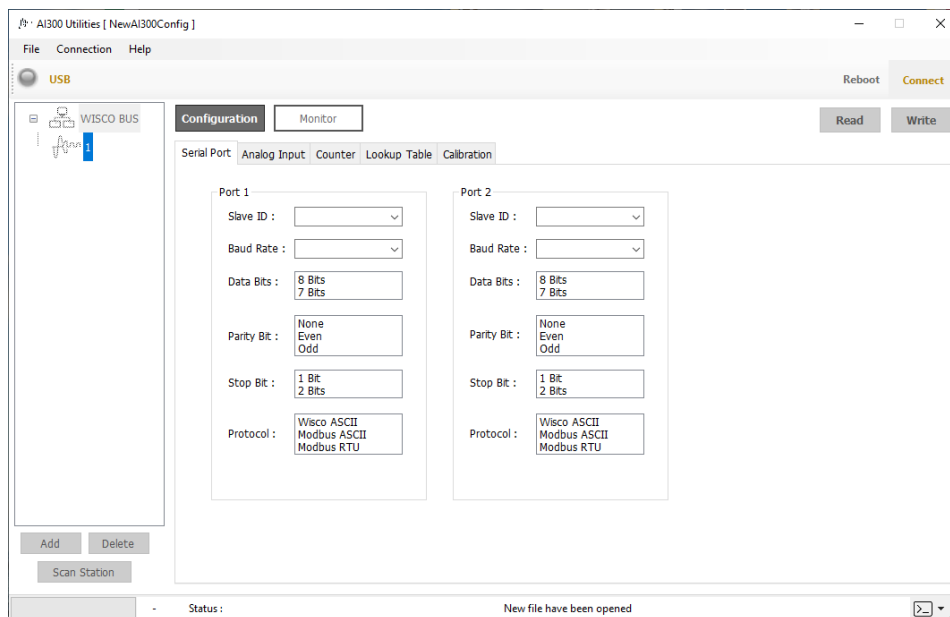 AI300 Utilities [ NewAI300Config ]
File Connection Help
USB
Reboot Connect
WISCO BUS
1
Configuration Monitor
Read Write
Serial Port Analog Input Counter Lookup Table Calibration
Port 1
Slave ID :
Baud Rate :
Data Bits :
8 Bits
7 Bits
Parity Bit :
None
Even
Odd
Stop Bit :
1 Bit
2 Bits
Protocol :
Wisco ASCII
Modbus ASCII
Modbus RTU
Port 2
Slave ID :
Baud Rate :
Data Bits :
8 Bits
7 Bits
Parity Bit :
None
Even
Odd
Stop Bit :
1 Bit
2 Bits
Protocol :
Wisco ASCII
Modbus ASCII
Modbus RTU
Add Delete
Scan Station
- Status : New file have been opened